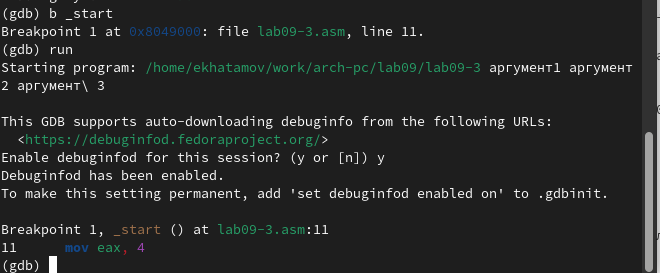 (gdb) b _start
Breakpoint 1 at 0x8049000: file lab09-3.asm, line 11.
(gdb) run
Starting program: /home/ekhatamov/work/arch-pc/lab09/lab09-3 аргумент1 аргумент
2 аргумент\ 3

This GDB supports auto-downloading debuginfo from the following URLs:
  <https://debuginfod.fedoraproject.org/>
Enable debuginfod for this session? (y or [n]) y
Debuginfod has been enabled.
To make this setting permanent, add 'set debuginfod enabled on' to .gdbinit.

Breakpoint 1, _start () at lab09-3.asm:11
11      mov eax, 4
(gdb)